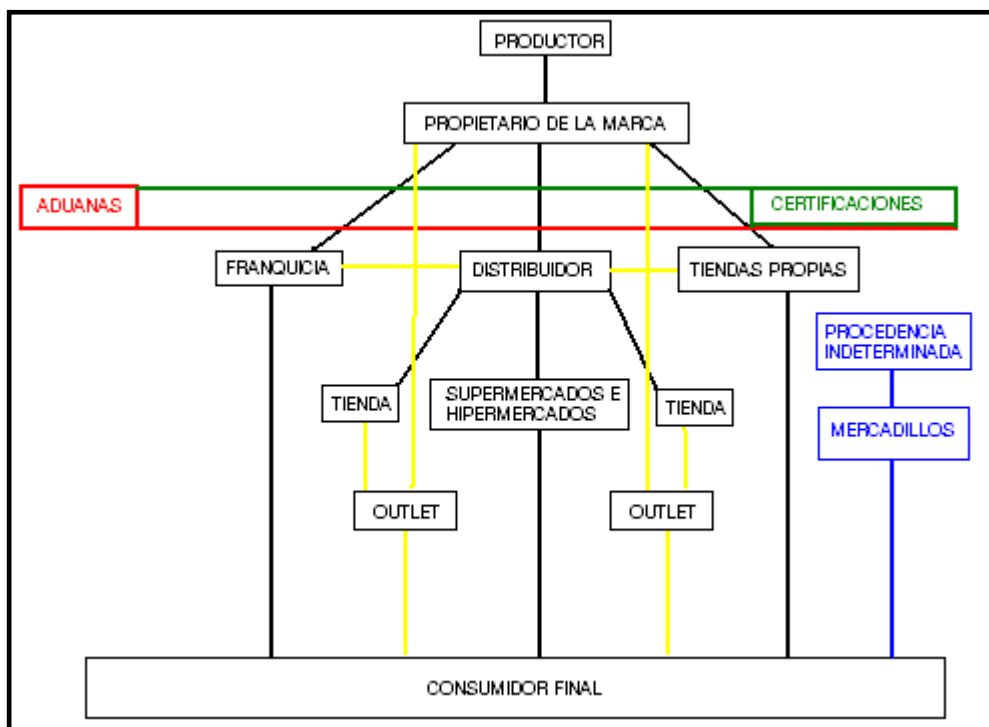 PRODUCTOR
PROPIETARIO DE LA MARCA
ADUANAS
CERTIFICACIONES
FRANQUICIA
DISTRIBUIDOR
TIENDAS PROPIAS
PROCEDENCIA
INDETERMINADA
TIENDA
SUPERMERCADOS E
HIPERMERCADOS
TIENDA
MERCADILLOS
OUTLET
OUTLET
CONSUMIDOR FINAL